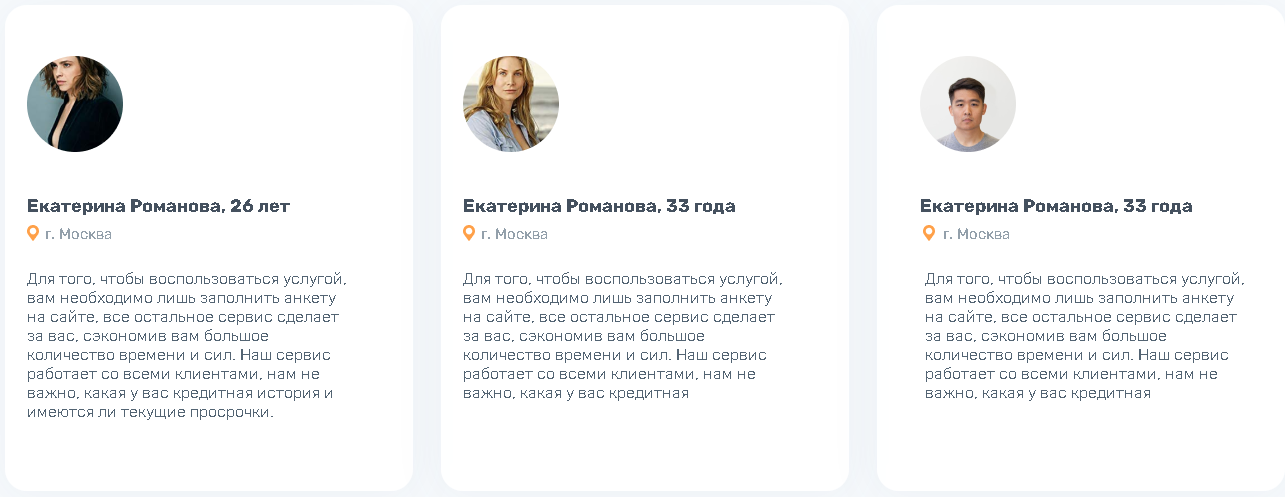 Екатерина Романова, 26 лет
г. Москва
Для того, чтобы воспользоваться услугой,
вам необходимо лишь заполнить анкету
на сайте, все остальное сервис сделает
за вас, сэкономив вам большое
количество времени и сил. Наш сервис
работает со всеми клиентами, нам не
важно, какая у вас кредитная история и
имеются ли текущие просрочки.
Екатерина Романова, 33 года
г. Москва
Для того, чтобы воспользоваться услугой,
вам необходимо лишь заполнить анкету
на сайте, все остальное сервис сделает
за вас, сэкономив вам большое
количество времени и сил. Наш сервис
работает со всеми клиентами, нам не
важно, какая у вас кредитная
Екатерина Романова, 33 года
г. Москва
Для того, чтобы воспользоваться услугой,
вам необходимо лишь заполнить анкету
на сайте, все остальное сервис сделает
за вас, сэкономив вам большое
количество времени и сил. Наш сервис
работает со всеми клиентами, нам не
важно, какая у вас кредитная